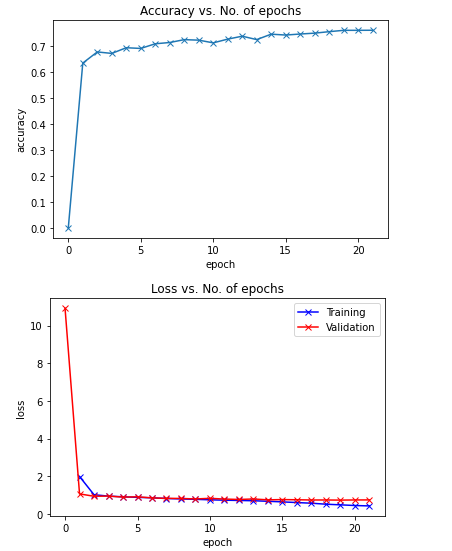 Accuracy vs. No. of epochs
accuracy
0.7
0.6
0.5
0.4
0.3
0.2
0.1
0.0
0 5 10 15 20
epoch
Loss vs. No. of epochs
Training
Validation
loss
10
8
6
4
2
0
0 5 10 15 20
epoch